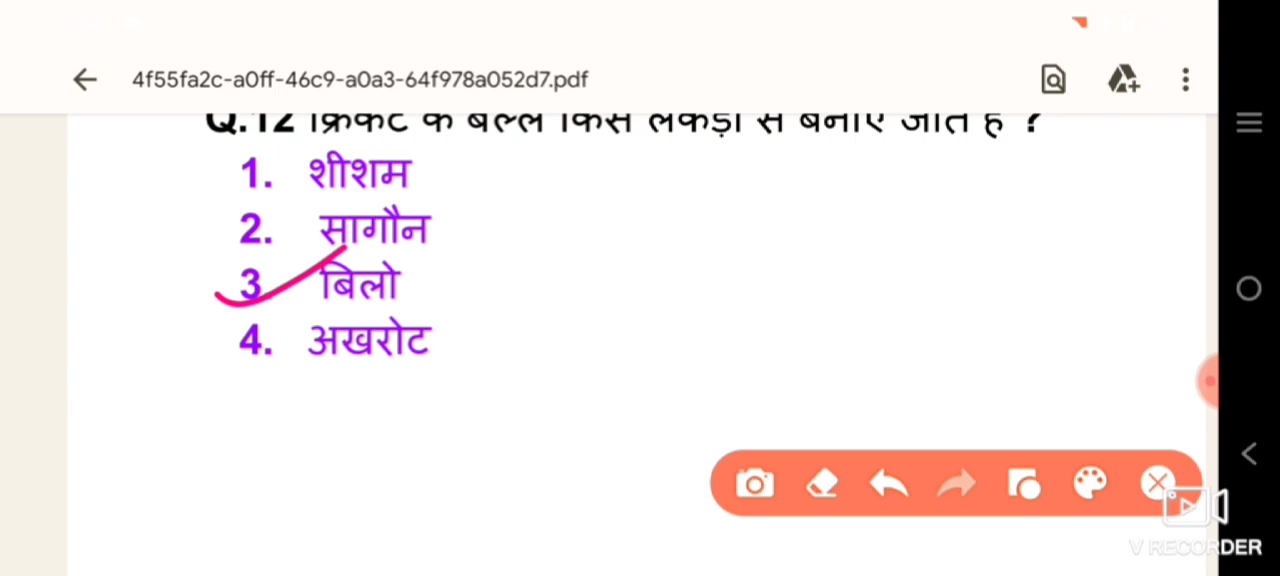 4f55fa2c-a0ff-46c9-a0a3-64f978a052d7.pdf
Q.12 क्रिकेट के बल्ले किस लकड़ी से बनाए जाते है ?
1. शीशम
2. सागौन
3 बिलो
4. अखरोट
V RECORDER